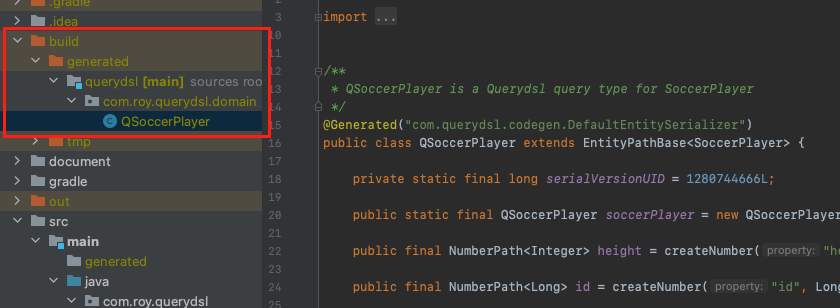 .gradle
.idea
build
generated
querydsl [main] sources roo
com.roy.querydsl.domain
QSoccerPlayer
tmp
document
gradle
out
src
main
generated
java
com.roy.querydsl
3 import ...
10
11
12 /**
13 * QSoccerPlayer is a Querydsl query type for SoccerPlayer
14 */
15 @Generated("com.querydsl.codegen.DefaultEntitySerializer")
16 public class QSoccerPlayer extends EntityPathBase<SoccerPlayer> {
17
18 private static final long serialVersionUID = 1280744666L;
19
20 public static final QSoccerPlayer soccerPlayer = new QSoccerPlayer
21
22 public final NumberPath<Integer> height = createNumber( property: "he
23
24 public final NumberPath<Long> id = createNumber( property: "id", Long
25